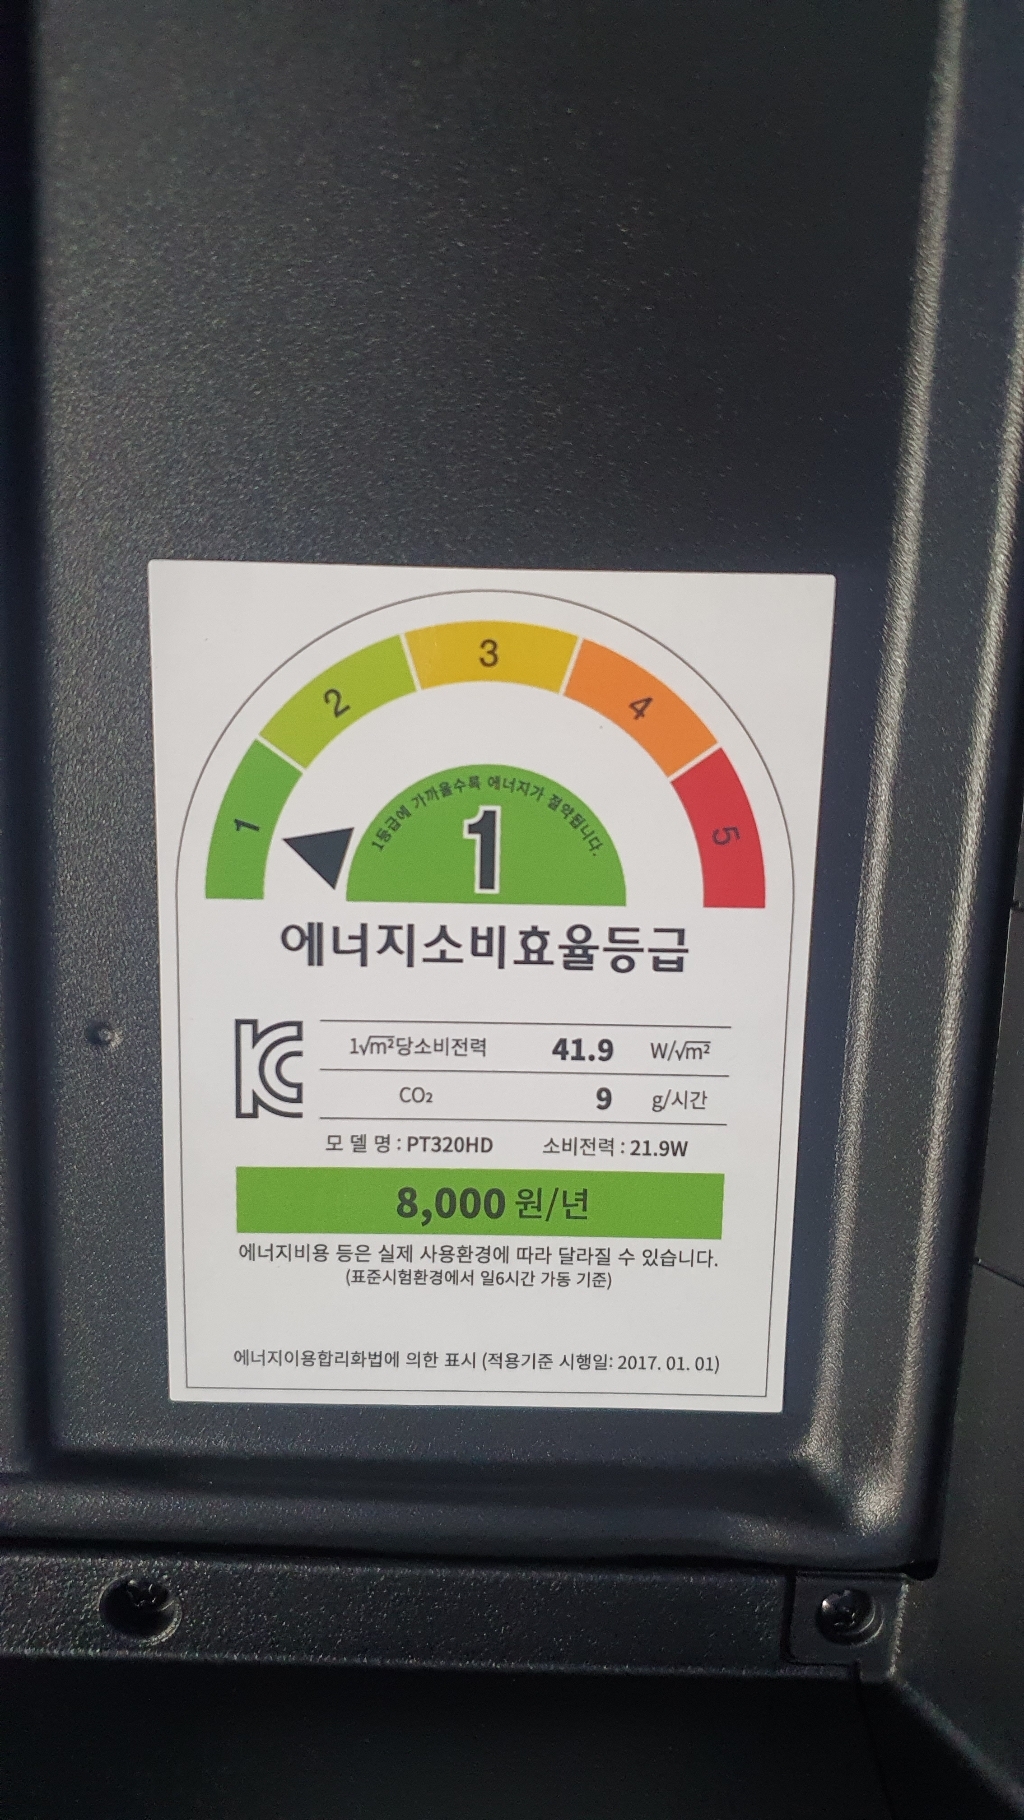 1
2
3
4
5
1등급에 가까울수록 에너지가 절약됩니다.
1
에너지소비효율등급
KC
1√m²당소비전력 41.9 W/√m²
CO₂ 9 g/시간
모 델 명 : PT320HD 소비전력 : 21.9W
8,000 원/년
에너지비용 등은 실제 사용환경에 따라 달라질 수 있습니다.
(표준시험환경에서 일6시간 가동 기준)
에너지이용합리화법에 의한 표시 (적용기준 시행일: 2017. 01. 01)